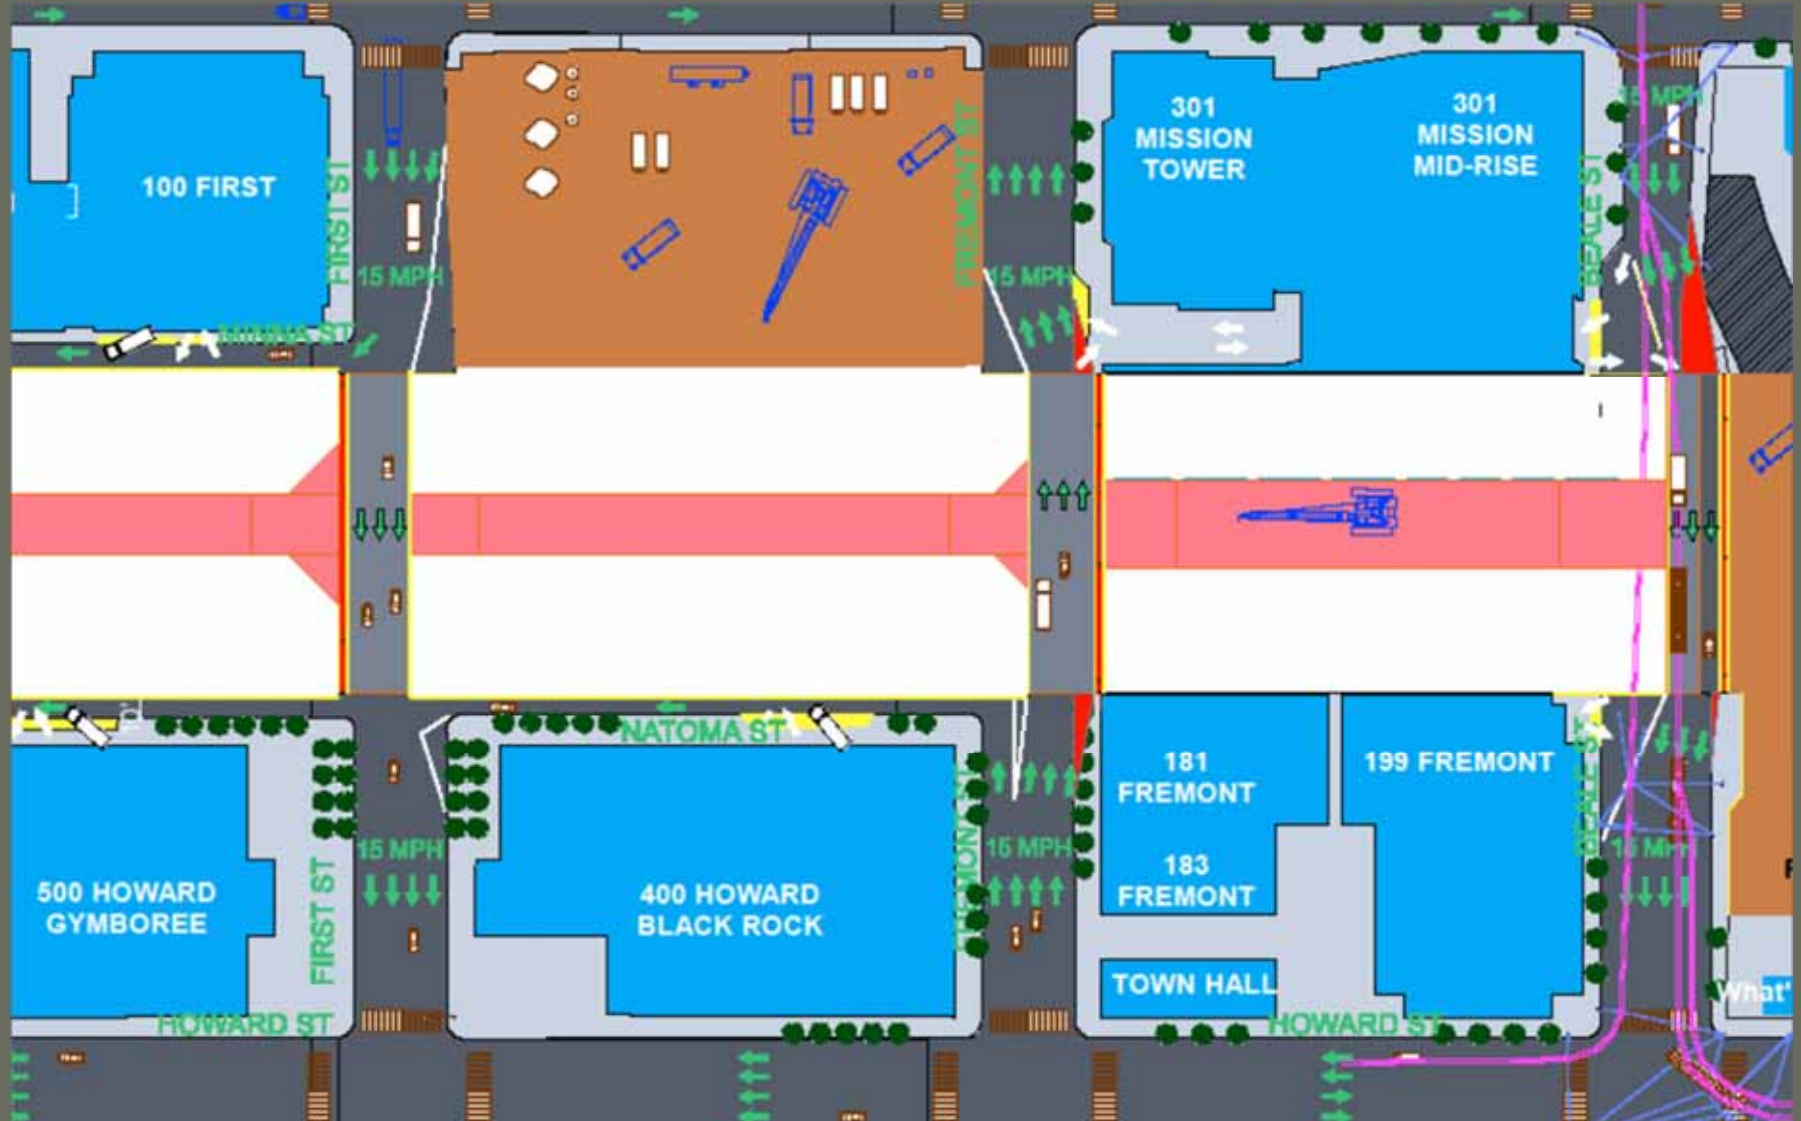 100 FIRST
FIRST ST
15 MPH
MINNA ST
FREMONT ST
15 MPH
301
MISSION
TOWER
301
MISSION
MID-RISE
BEALE ST
15 MPH
NATOMA ST
500 HOWARD
GYMBOREE
FIRST ST
15 MPH
HOWARD ST
400 HOWARD
BLACK ROCK
FREMONT ST
15 MPH
181
FREMONT
183
FREMONT
199 FREMONT
TOWN HALL
HOWARD ST
BEALE ST
15 MPH
What'